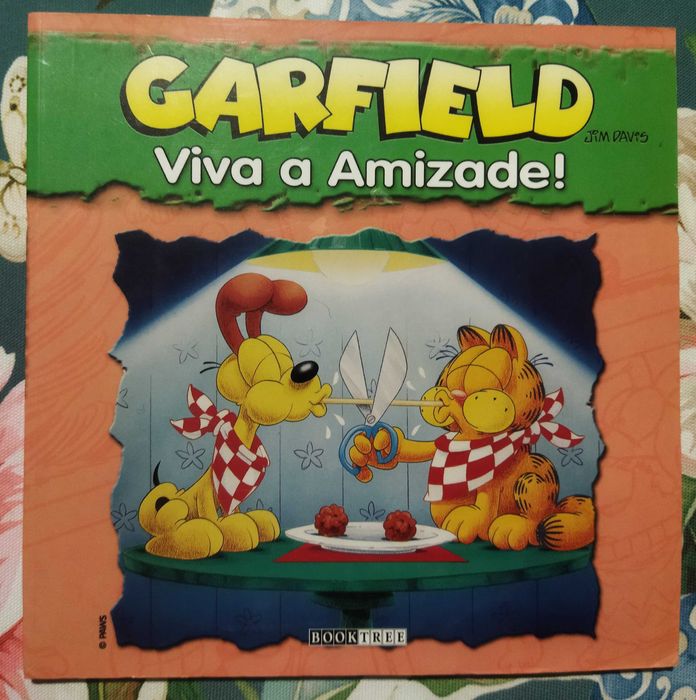 GARFIELD
JIM DAVIS
Viva a Amizade!
© PAWS
BOOKTREE